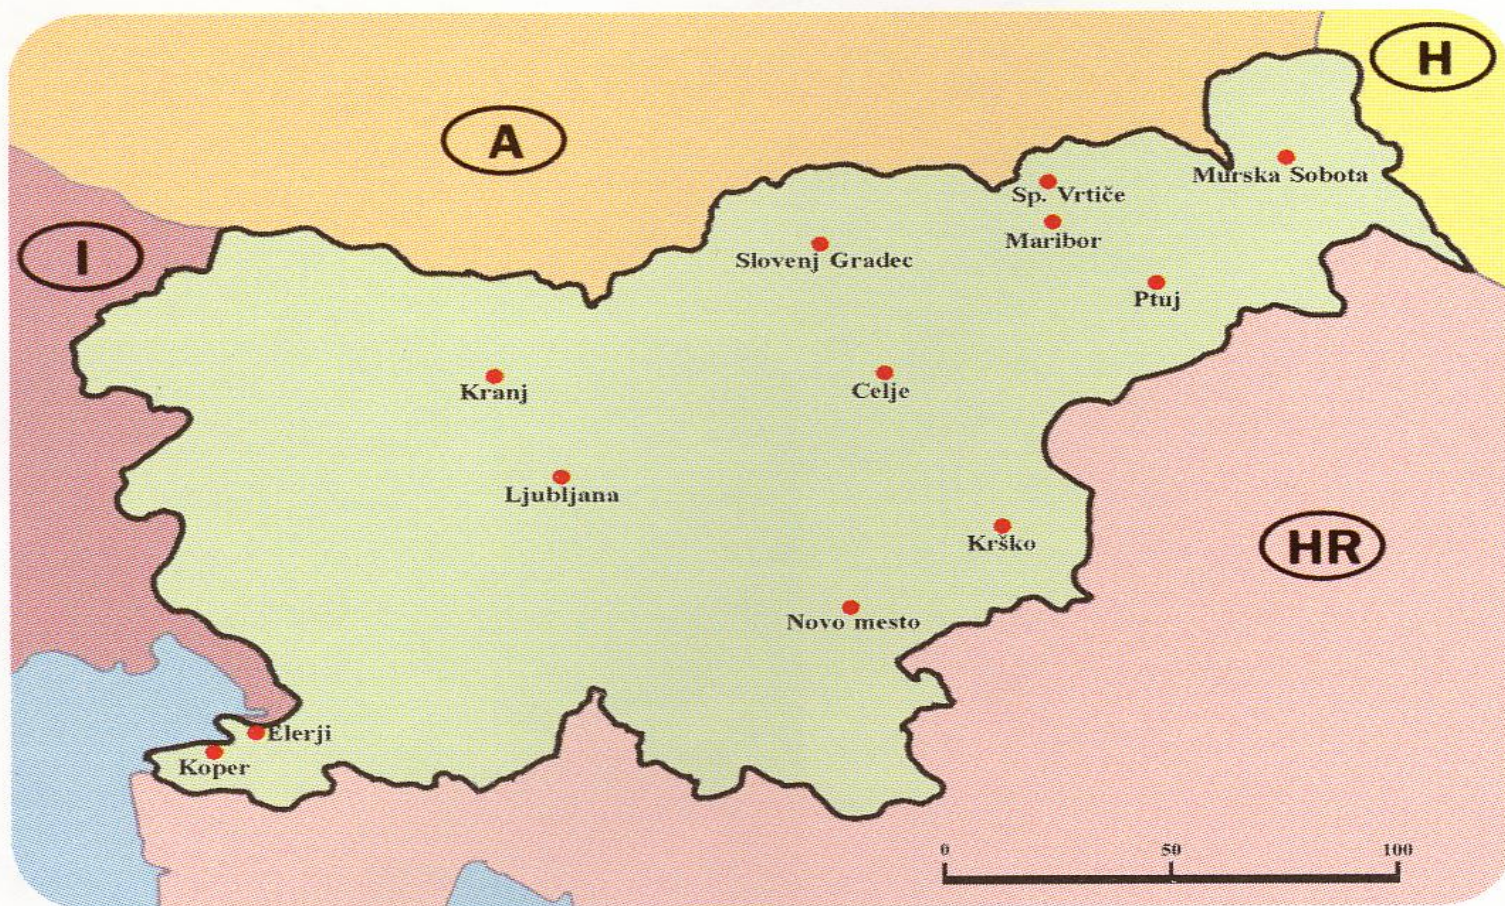 H
A
Murska Sobota
Sp. Vrtiče
I
Maribor
Slovenj Gradec
Ptuj
Kranj
Celje
Ljubljana
Krško
HR
Novo mesto
Elerji
Koper
0 50 100